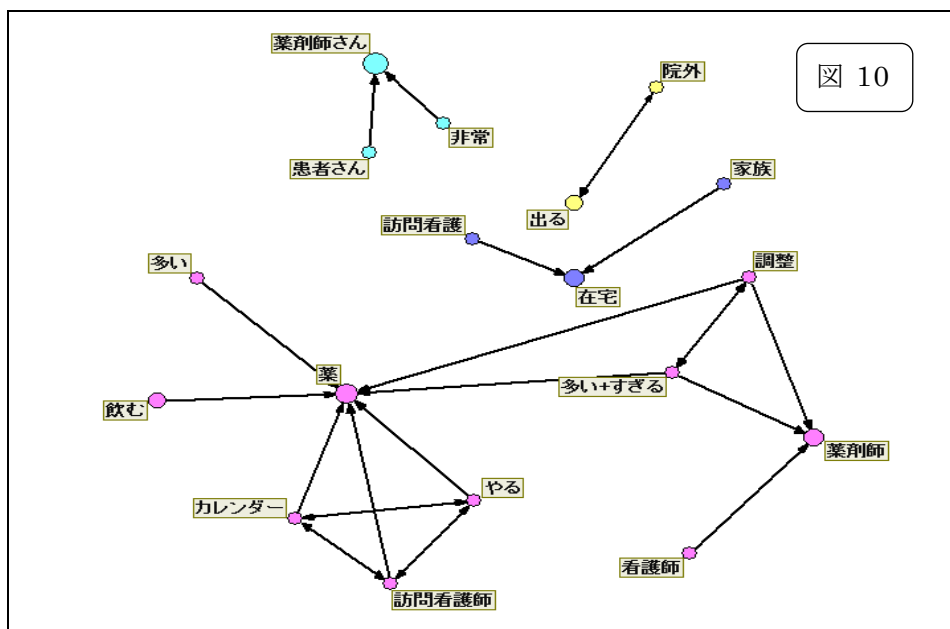 薬剤師さん
院外
図 10
非常
患者さん
家族
訪問看護
出る
多い
調整
在宅
薬
多い+すぎる
飲む
薬剤師
やる
カレンダー
看護師
訪問看護師